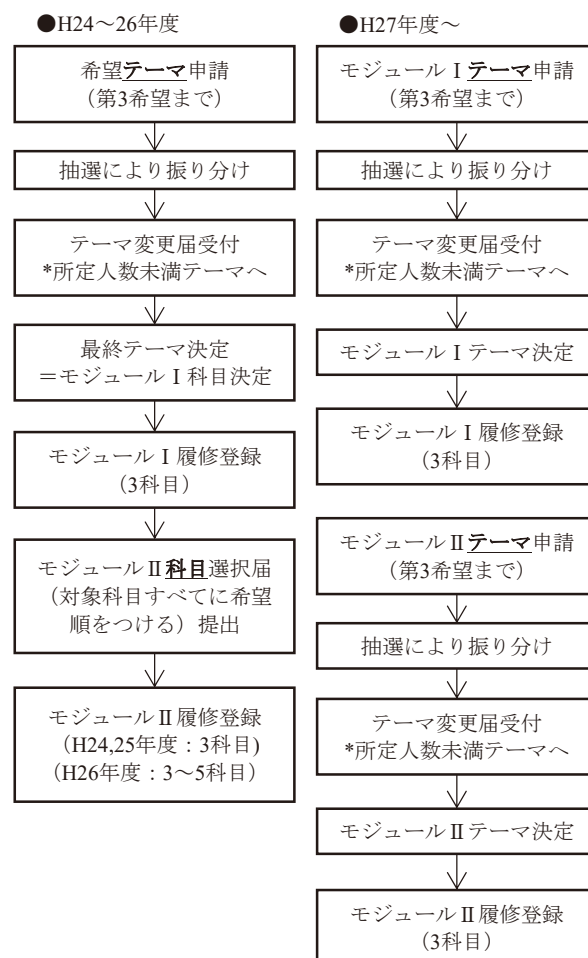 ●H24～26年度
希望テーマ申請
（第3希望まで）
抽選により振り分け
テーマ変更届受付
*所定人数未満テーマへ
最終テーマ決定
＝モジュールⅠ科目決定
モジュールⅠ履修登録
（3科目）
モジュールⅡ科目選択届
（対象科目すべてに希望
順をつける）提出
モジュールⅡ履修登録
（H24,25年度：3科目)
（H26年度：3～5科目）
●H27年度～
モジュールⅠテーマ申請
（第3希望まで）
抽選により振り分け
テーマ変更届受付
*所定人数未満テーマへ
モジュールⅠテーマ決定
モジュールⅠ履修登録
（3科目）
モジュールⅡテーマ申請
（第3希望まで）
抽選により振り分け
テーマ変更届受付
*所定人数未満テーマへ
モジュールⅡテーマ決定
モジュールⅡ履修登録
（3科目）